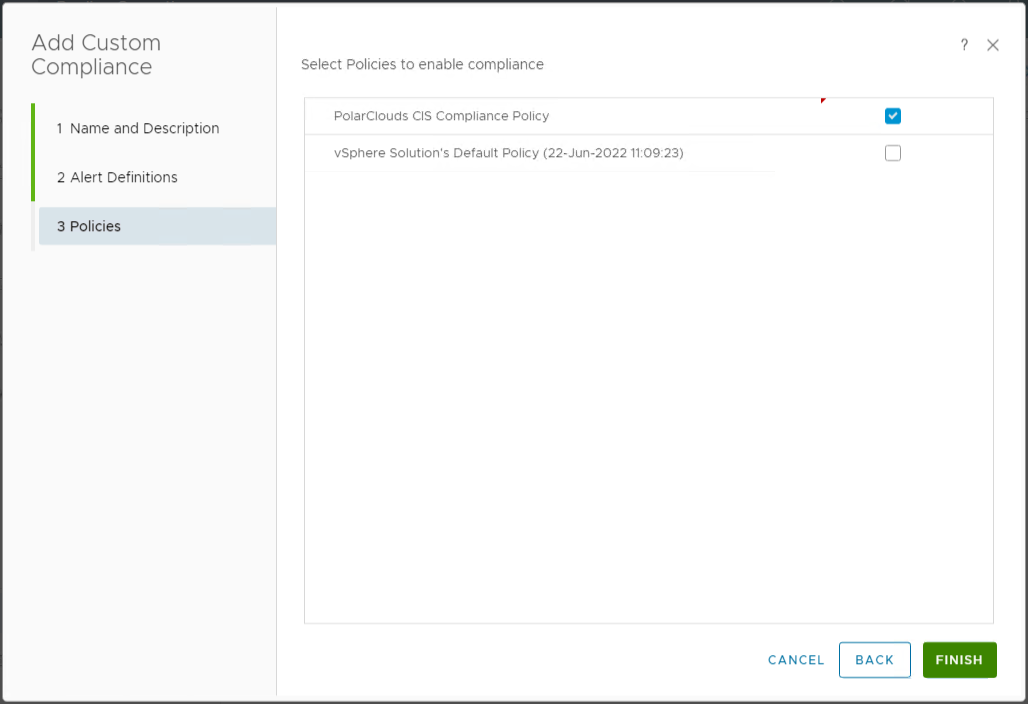 Add Custom
Compliance
1 Name and Description
2 Alert Definitions
3 Policies
?
Select Policies to enable compliance
PolarClouds CIS Compliance Policy
vSphere Solution's Default Policy (22-Jun-2022 11:09:23)
CANCEL BACK FINISH